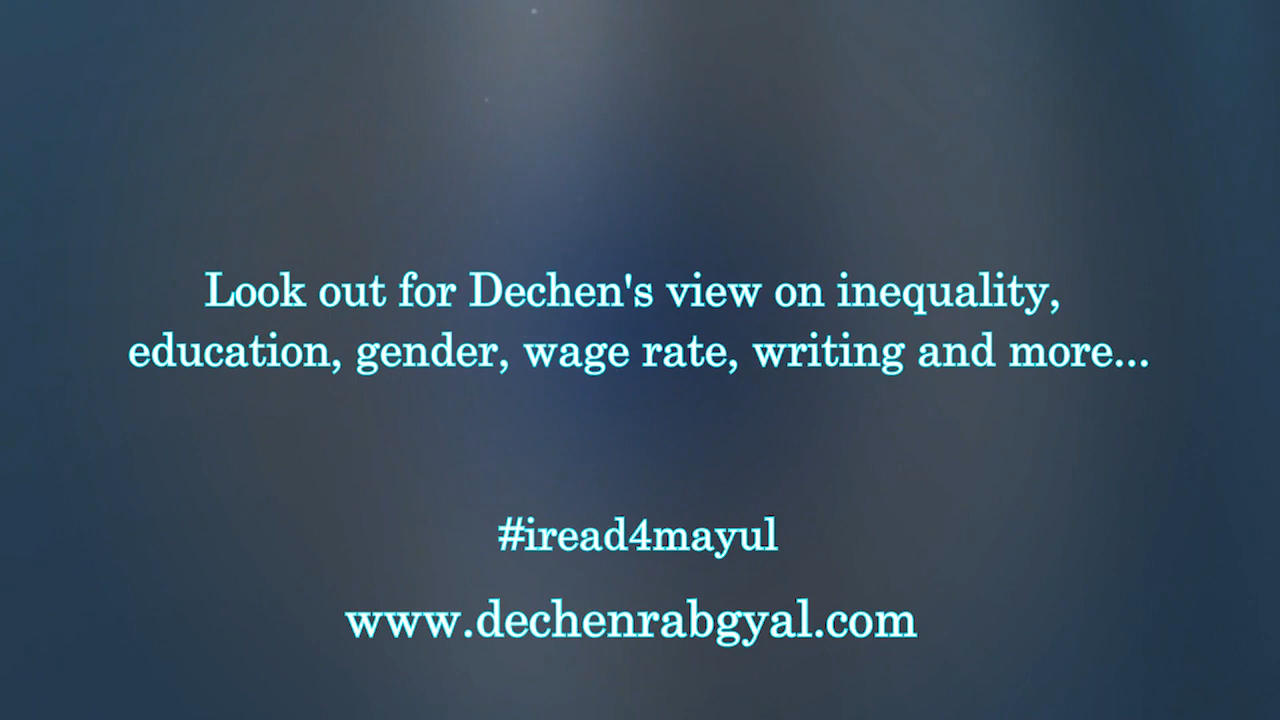 Look out for Dechen's view on inequality,
education, gender, wage rate, writing and more...
#iread4mayul
www.dechenrabgyal.com